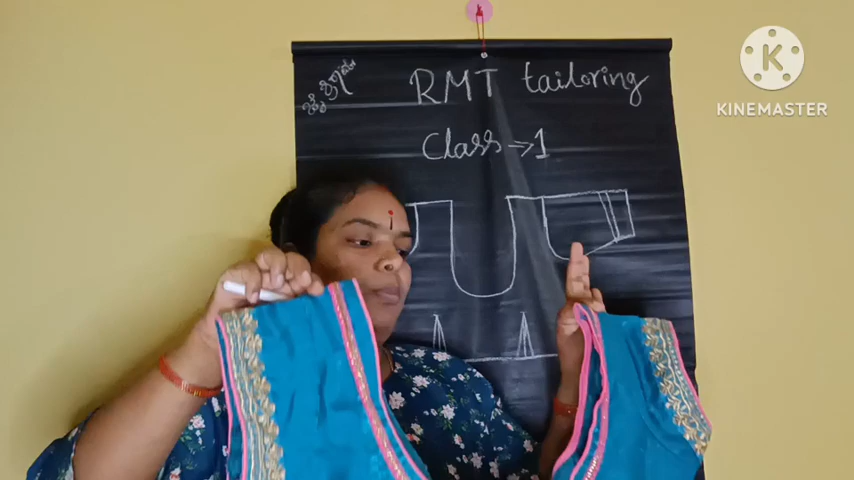 RMT tailoring
Class → 1
K
KINEMASTER